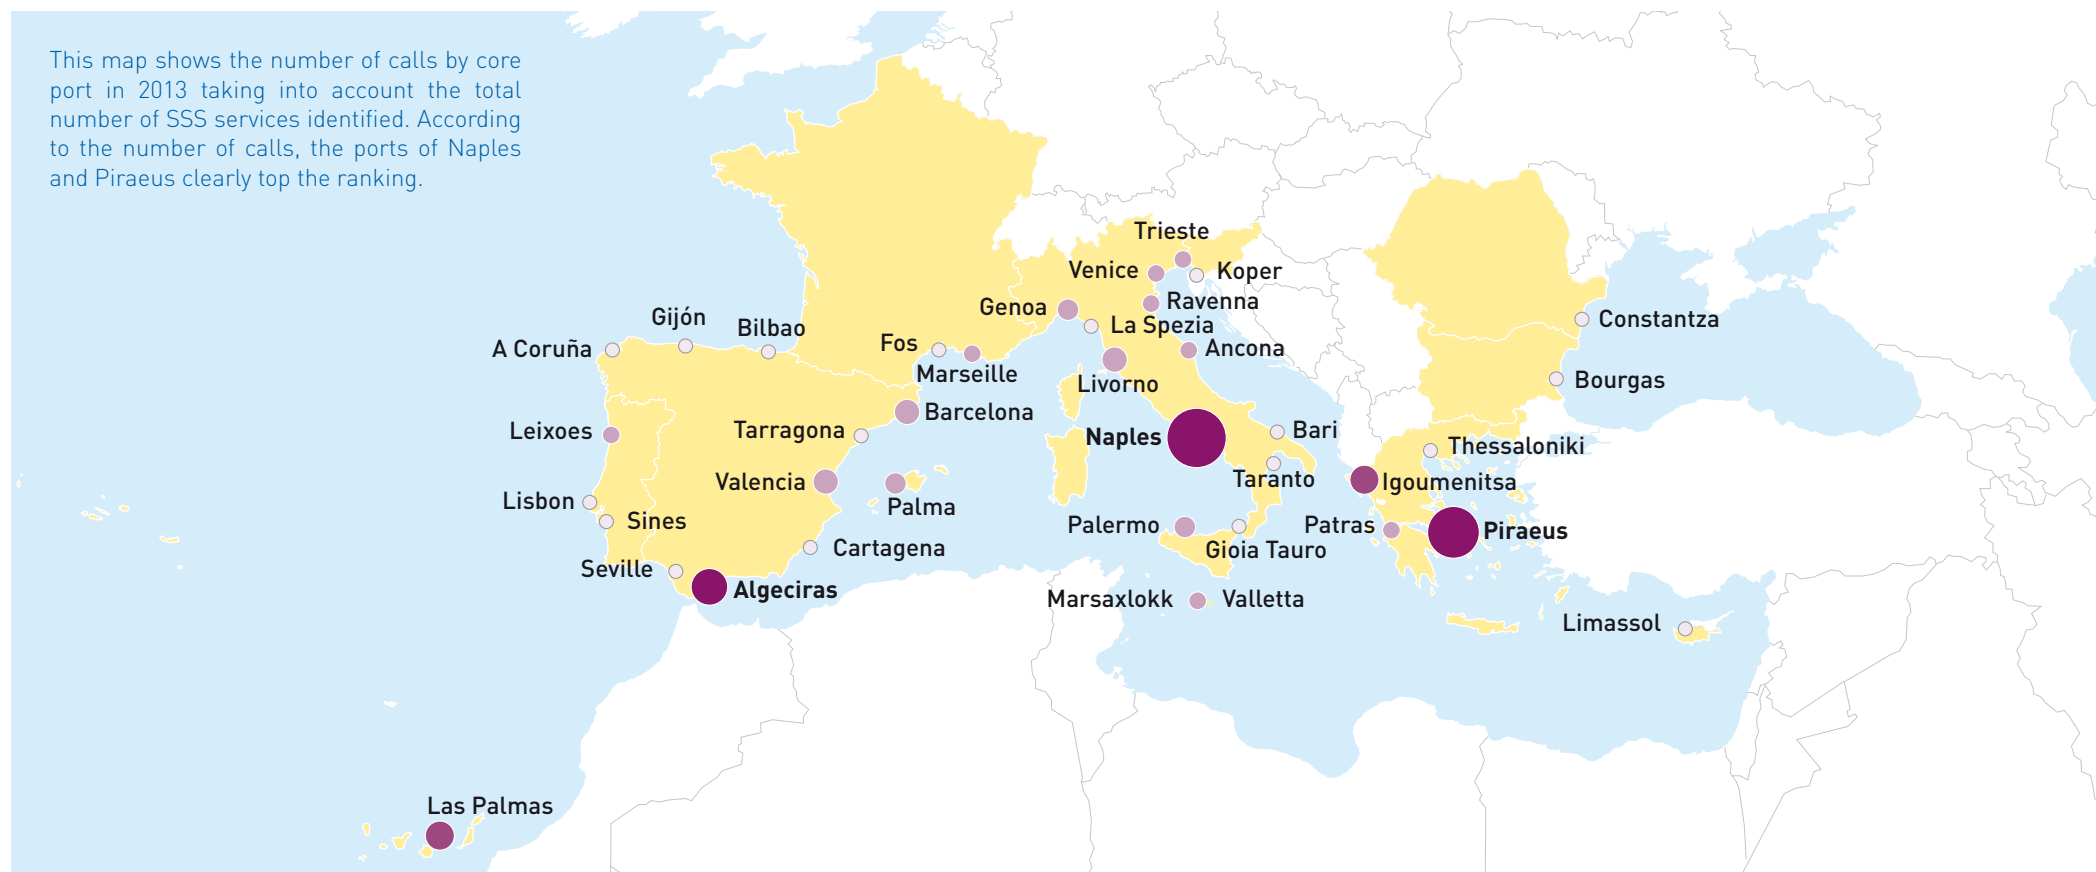 This map shows the number of calls by core
port in 2013 taking into account the total
number of SSS services identified. According
to the number of calls, the ports of Naples
and Piraeus clearly top the ranking.
Trieste
Venice
Koper
Genoa
Ravenna
La Spezia
Gijón
Bilbao
A Coruña
Fos
Marseille
Livorno
Ancona
Constantza
Bourgas
Leixoes
Tarragona
Barcelona
Naples
Bari
Thessaloniki
Valencia
Palma
Taranto
Igoumenitsa
Lisbon
Sines
Palermo
Gioia Tauro
Patras
Piraeus
Cartagena
Seville
Algeciras
Marsaxlokk
Valletta
Limassol
Las Palmas